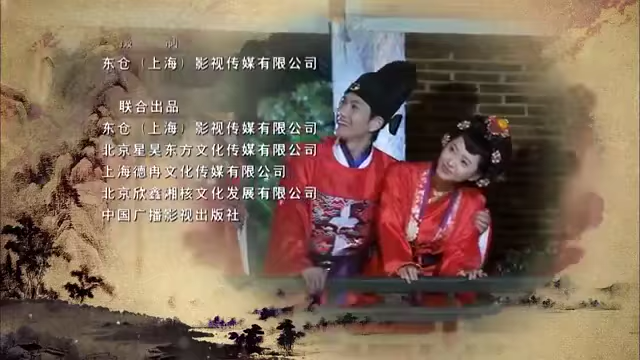 摄制
东仓（上海）影视传媒有限公司
联合出品
东仓（上海）影视传媒有限公司
北京星昊东方文化传媒有限公司
上海德冉文化传媒有限公司
北京欣鑫湘核文化发展有限公司
中国广播影视出版社